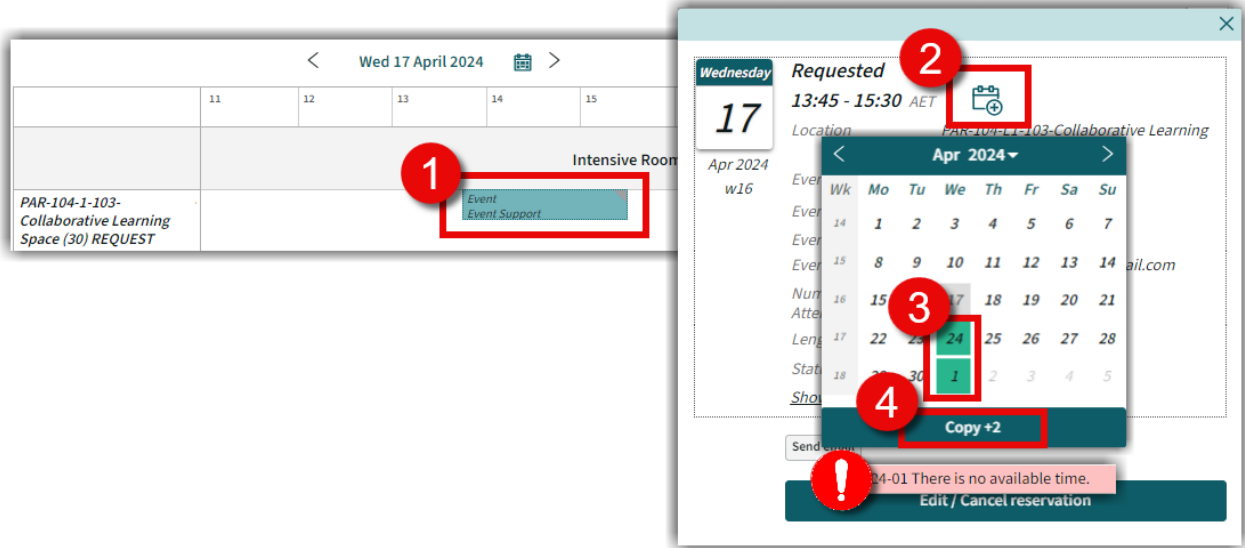 Wed 17 April 2024
11 12 13 14 15
Intensive Room
1
Event
Event Support
PAR-104-1-103-
Collaborative Learning
Space (30) REQUEST
2
Wednesday
17
Apr 2024
w16
Requested
13:45 - 15:30 AET
Location PAR-104-L1-103-Collaborative Learning
Apr 2024
Wk Mo Tu We Th Fr Sa Su
14 1 2 3 4 5 6 7
15 8 9 10 11 12 13 14
ail.com
16 15 17 18 19 20 21
3
17 22 23 24 25 26 27 28
18 30 1 2 3 4 5
4
Copy +2
Send
!
24-01 There is no available time.
Edit / Cancel reservation